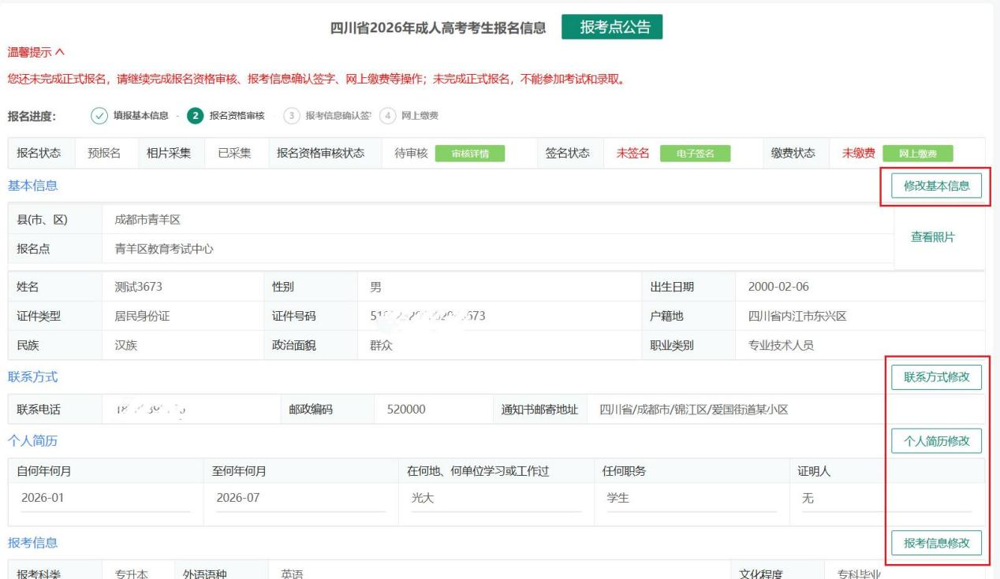 四川省2026年成人高考考生报名信息 报考点公告
温馨提示
您还未完成正式报名，请继续完成报名资格审核、报考信息确认签字、网上缴费等操作；未完成正式报名，不能参加考试和录取。
报名进度： 填报基本信息 - 2 报名资格审核 3 报考信息确认签 4 网上缴费
报名状态 预报名 相片采集 已采集 报名资格审核状态 待审核 审核详情 签名状态 未签名 电子签名 缴费状态 未缴费 网上缴费
基本信息 修改基本信息
县(市、区) 成都市青羊区
查看照片
报名点 青羊区教育考试中心
姓名 测试3673 性别 男 出生日期 2000-02-06
证件类型 居民身份证 证件号码 户籍地 四川省内江市东兴区
民族 汉族 政治面貌 群众 职业类别 专业技术人员
联系方式 联系方式修改
联系电话 邮政编码 520000 通知书邮寄地址 四川省/成都市/锦江区/爱国街道某小区
个人简历 个人简历修改
自何年何月 至何年何月 在何地、何单位学习或工作过 任何职务 证明人
2026-01 2026-07 光大 学生 无
报考信息 报考信息修改
报考科类 专升本 外语语种 英语 文化程度 专科毕业